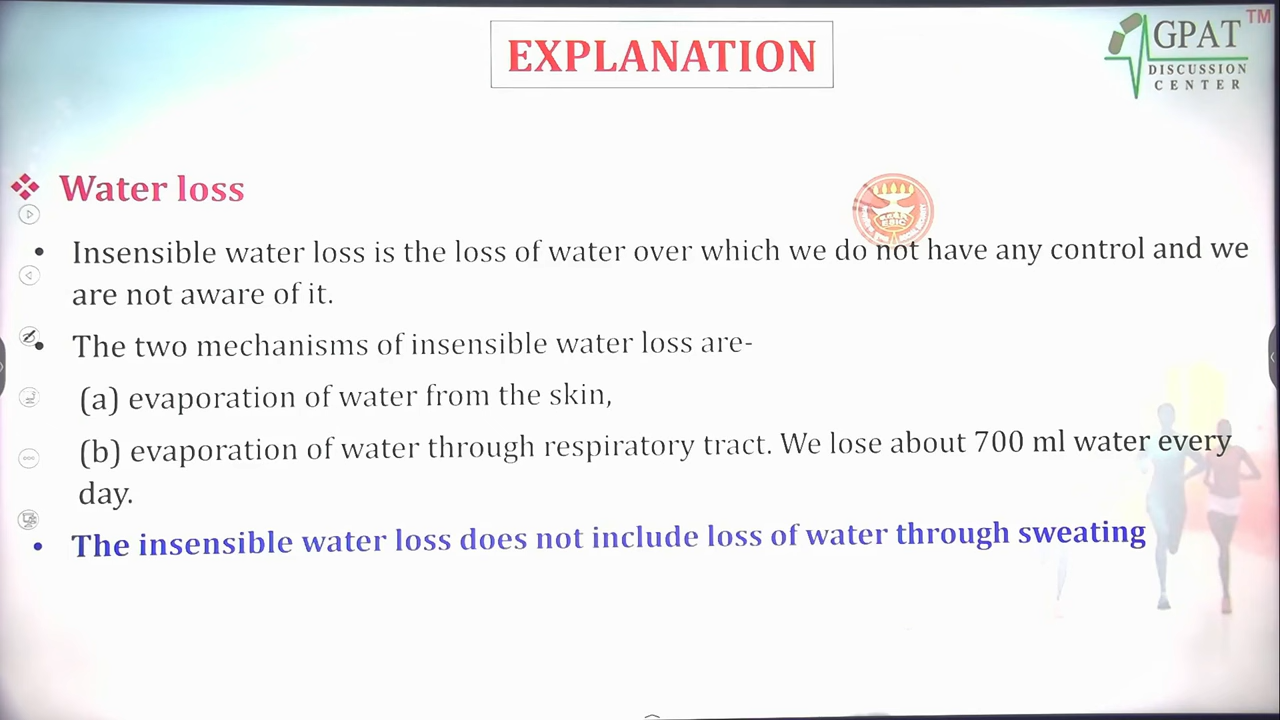 EXPLANATION
TM
GPAT
DISCUSSION
CENTER
Water loss
• Insensible water loss is the loss of water over which we do not have any control and we
are not aware of it.
• The two mechanisms of insensible water loss are-
(a) evaporation of water from the skin,
(b) evaporation of water through respiratory tract. We lose about 700 ml water every
day.
• The insensible water loss does not include loss of water through sweating